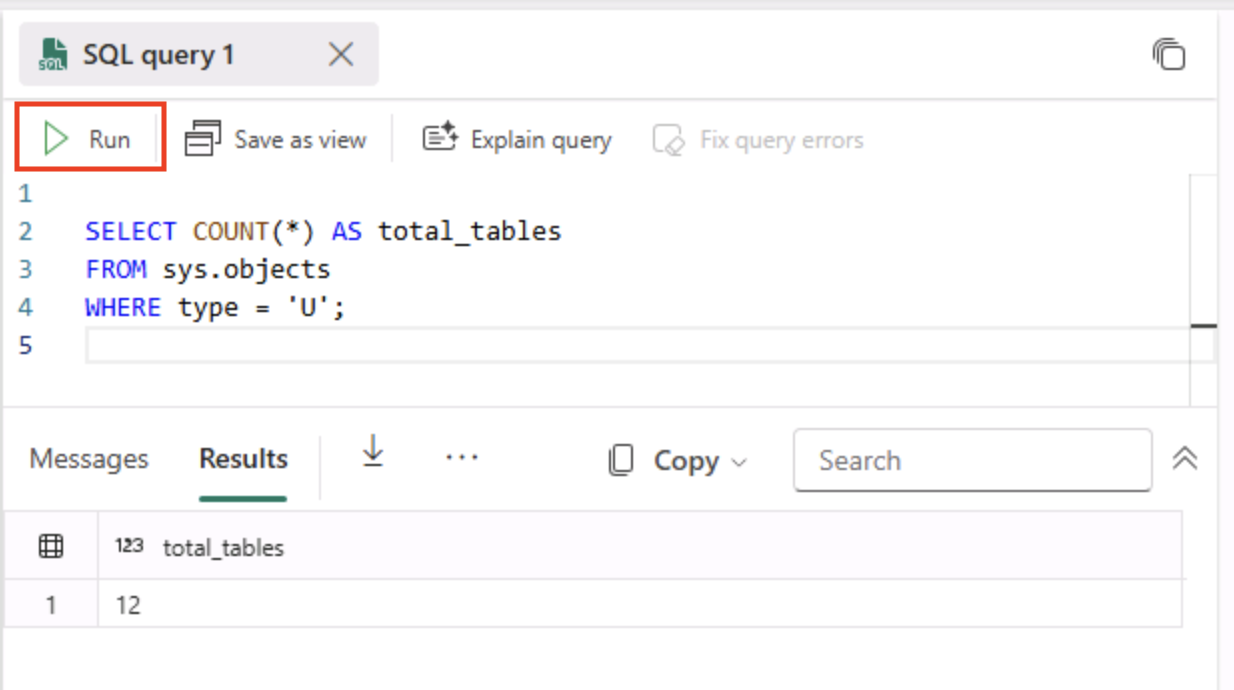 SQL
SQL query 1
Run Save as view Explain query Fix query errors
1
2 SELECT COUNT(*) AS total_tables
3 FROM sys.objects
4 WHERE type = 'U';
5
Messages Results ... Copy Search
123 total_tables
1 12